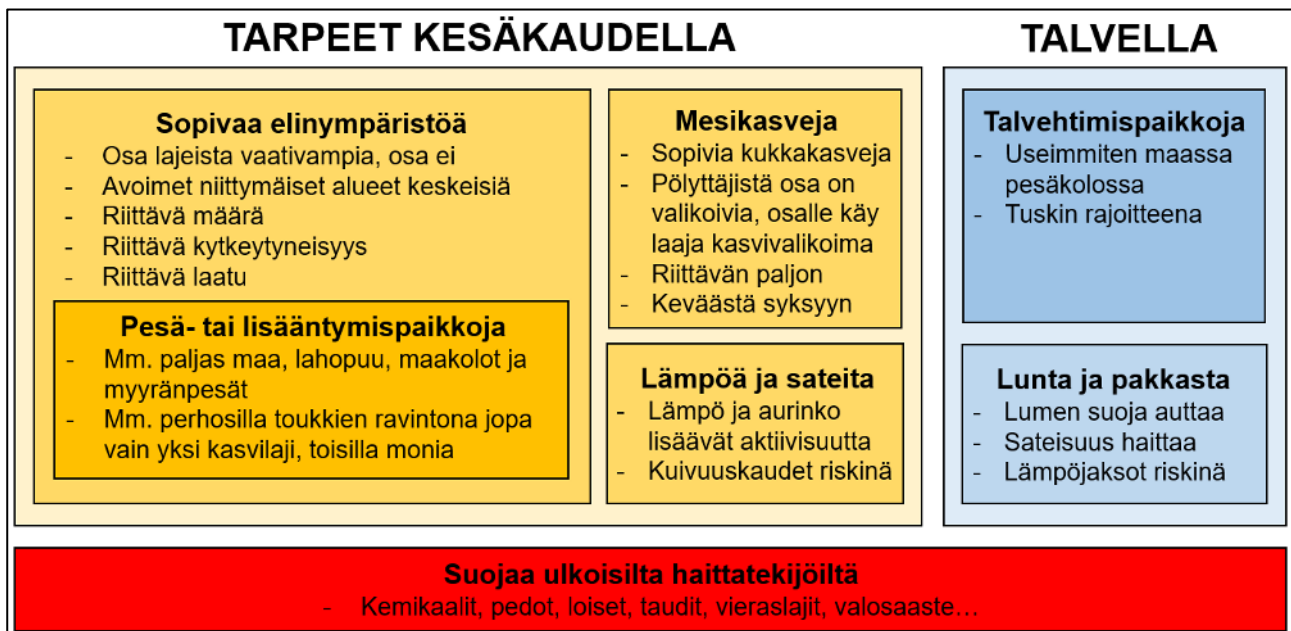 TARPEET KESÄKAUDELLA
Sopivaa elinympäristöä
- Osa lajeista vaativampia, osa ei
- Avoimet niittymäiset alueet keskeisiä
- Riittävä määrä
- Riittävä kytkeytyneisyys
- Riittävä laatu
Pesä- tai lisääntymispaikkoja
- Mm. paljas maa, lahopuu, maakolot ja
myyränpesät
- Mm. perhosilla toukkien ravintona jopa
vain yksi kasvilaji, toisilla monia
Mesikasveja
- Sopivia kukkakasveja
- Pölyttäjistä osa on
valikoivia, osalle käy
laaja kasvivalikoima
- Riittävän paljon
- Keväästä syksyyn
Lämpöä ja sateita
- Lämpö ja aurinko
lisäävät aktiivisuutta
- Kuivuuskaudet riskinä
TALVELLA
Talvehtimispaikkoja
- Useimmiten maassa
pesäkolossa
- Tuskin rajoitteena
Lunta ja pakkasta
- Lumen suoja auttaa
- Sateisuus haittaa
- Lämpöjaksot riskinä
Suojaa ulkoisilta haittatekijöiltä
- Kemikaalit, pedot, loiset, taudit, vieraslajit, valosaaste…